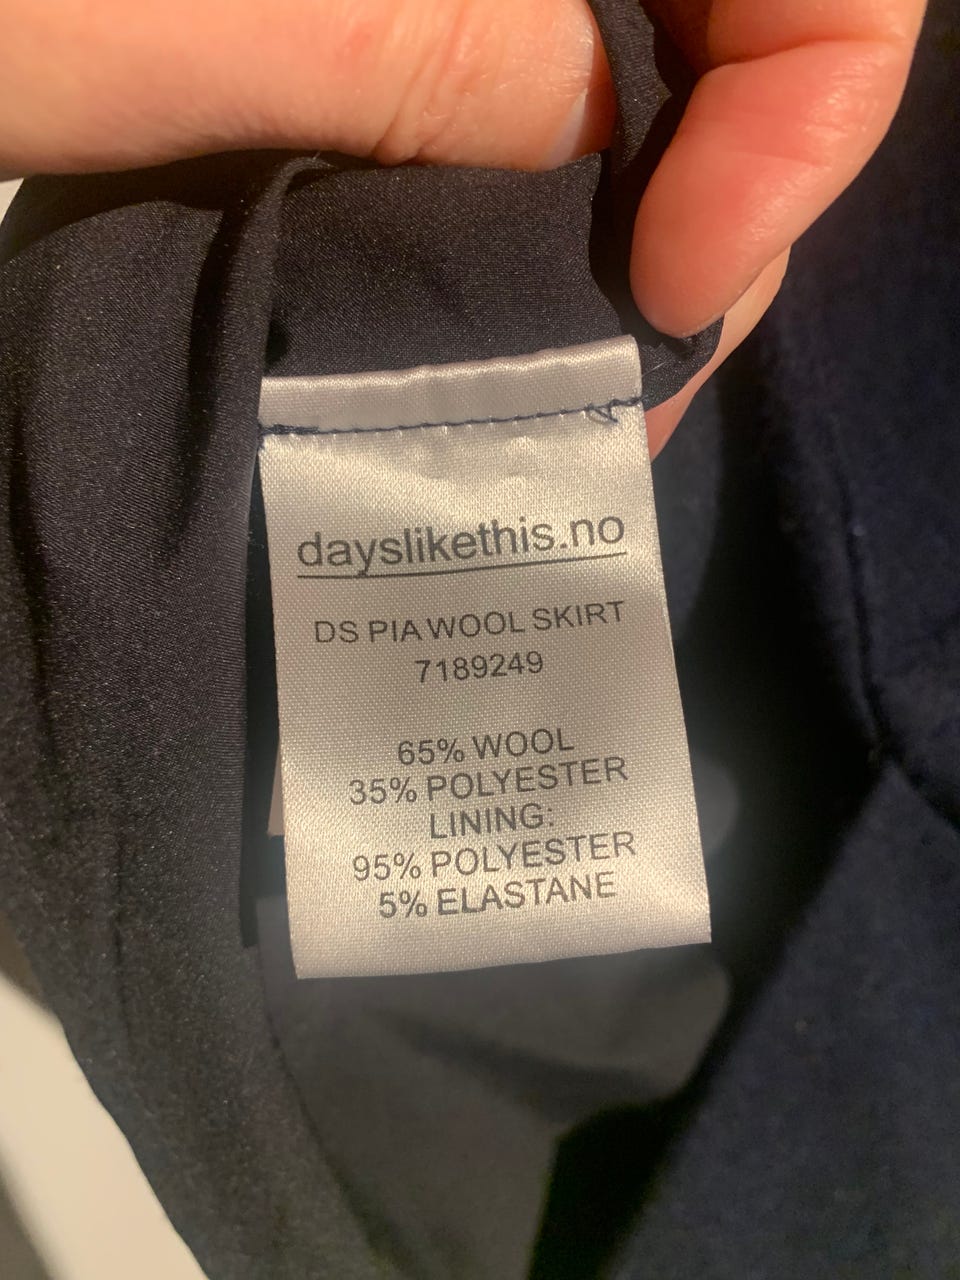 dayslikethis.no
DS PIA WOOL SKIRT
7189249
65% WOOL
35% POLYESTER
LINING:
95% POLYESTER
5% ELASTANE